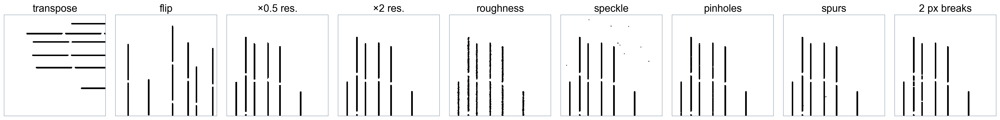 transpose flip ×0.5 res. ×2 res. roughness speckle pinholes spurs 2 px breaks